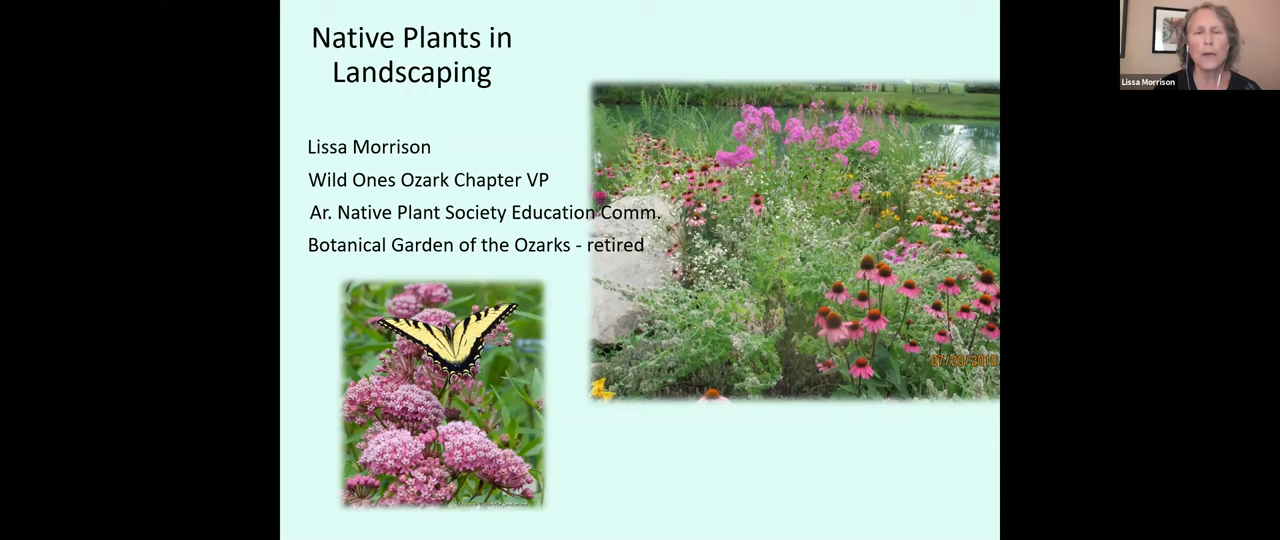 Native Plants in
Landscaping
Lissa Morrison
Wild Ones Ozark Chapter VP
Ar. Native Plant Society Education Comm.
Botanical Garden of the Ozarks - retired
07/20/2010
Lissa Morrison